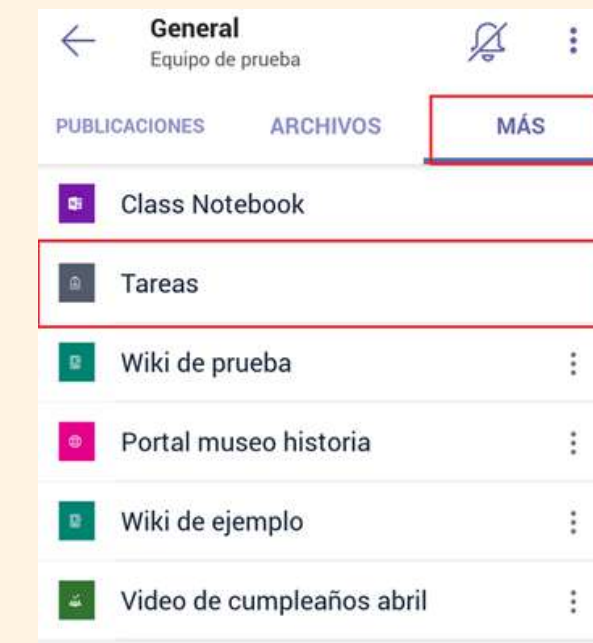 General
Equipo de prueba
PUBLICACIONES ARCHIVOS MÁS
Class Notebook
Tareas
Wiki de prueba
Portal museo historia
Wiki de ejemplo
Video de cumpleaños abril